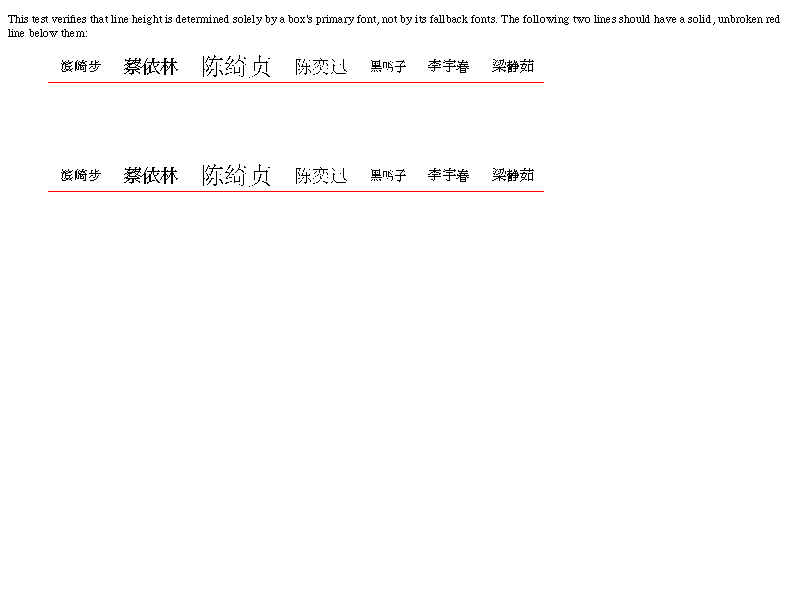 This test verifies that line height is determined solely by a box's primary font, not by its fallback fonts. The following two lines should have a solid, unbroken red
line below them:
滨崎步 蔡依林 陈绮贞 陈奕迅 黑鸭子 李宇春 梁静茹
滨崎步 蔡依林 陈绮贞 陈奕迅 黑鸭子 李宇春 梁静茹